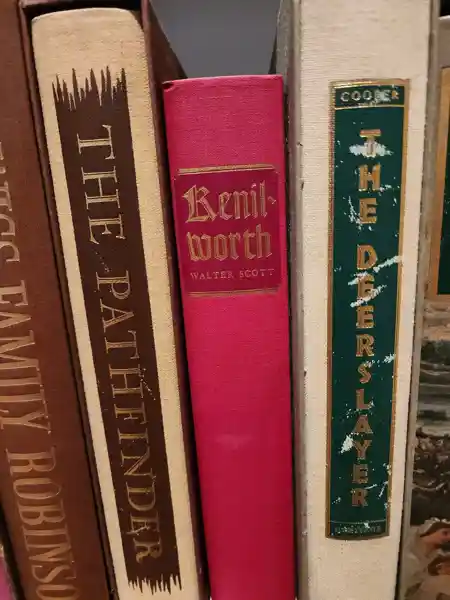 FAMILY ROBINSO
THE PATHFINDER
Kenil-
worth
WALTER SCOTT
COOPER
THE DEERSLAYER